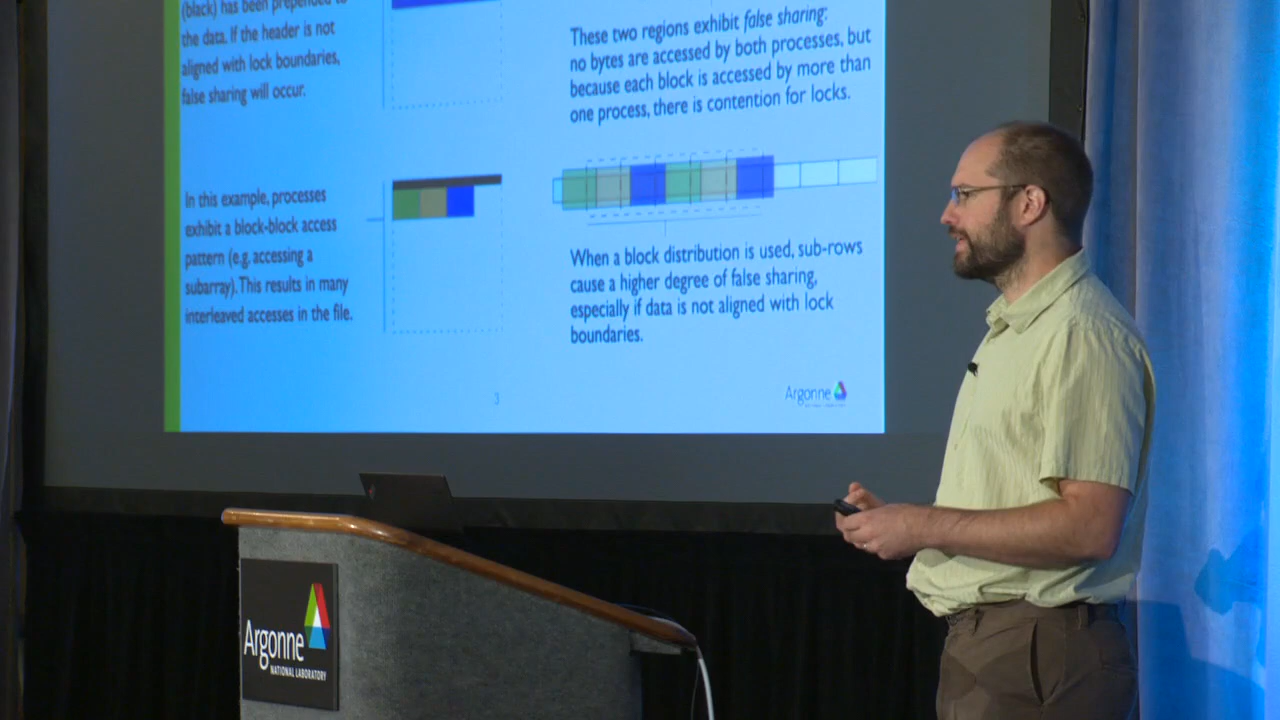 (black) has been prepended to
the data. If the header is not
aligned with lock boundaries,
false sharing will occur.
These two regions exhibit false sharing:
no bytes are accessed by both processes, but
because each block is accessed by more than
one process, there is contention for locks.
In this example, processes
exhibit a block-block access
pattern (e.g. accessing a
subarray). This results in many
interleaved accesses in the file.
When a block distribution is used, sub-rows
cause a higher degree of false sharing,
especially if data is not aligned with lock
boundaries.
3
Argonne
Argonne
NATIONAL LABORATORY